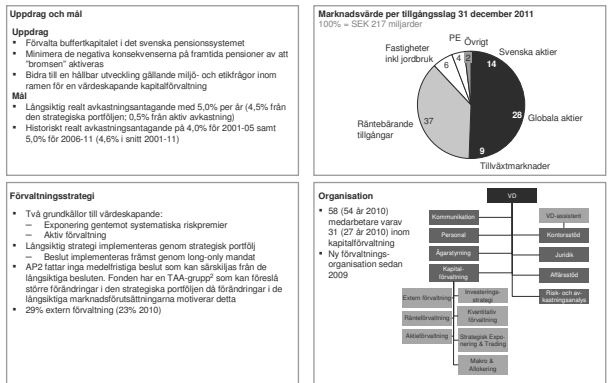 Uppdrag och mål
Uppdrag
▪ Förvalta buffertkapitalet i det svenska pensionssystemet
▪ Minimera de negativa konsekvenserna på framtida pensioner av att
"bromsen" aktiveras
▪ Bidra till en hållbar utveckling gällande miljö- och etikfrågor inom
ramen för en värdeskapande kapitalförvaltning
Mål
▪ Långsiktig realt avkastningsantagande med 5,0% per år (4,5% från
den strategiska portföljen; 0,5% från aktiv avkastning)
▪ Historiskt realt avkastningsantagande på 4,0% för 2001-05 samt
5,0% för 2006-11 (4,6% i snitt 2001-11)
Marknadsvärde per tillgångsslag 31 december 2011
100% = SEK 217 miljarder
PE
Övrigt
Fastigheter
inkl jordbruk
Svenska aktier
6
4
2
14
37
Räntebärande
tillgångar
28
Globala aktier
9
Tillväxtmarknader
Förvaltningsstrategi
▪ Två grundkällor till värdeskapande:
– Exponering gentemot systematiska riskpremier
– Aktiv förvaltning
▪ Långsiktig strategi implementeras genom strategisk portfölj
– Beslut implementeras främst genom long-only mandat
▪ AP2 fattar inga medelfristiga beslut som kan särskiljas från de
långsiktiga besluten. Fonden har en TAA-grupp² som kan föreslå
större förändringar i den strategiska portföljen då förändringar i de
långsiktiga marknadsförutsättningarna motiverar detta
▪ 29% extern förvaltning (23% 2010)
Organisation
▪ 58 (54 år 2010)
medarbetare varav
31 (27 år 2010) inom
kapitalförvaltning
▪ Ny förvaltnings-
organisation sedan
2009
VD
Kommunikation
VD-assistent
Personal
Kontorsstöd
Ägarstyrning
Juridik
Kapital-
förvaltning
Affärsstöd
Extern förvaltning
Investerings-
strategi
Risk- och av-
kastningsanalys
Ränteförvaltning
Kvantitativ
förvaltning
Aktieförvaltning
Strategisk Expo-
nering & Trading
Makro &
Allokering